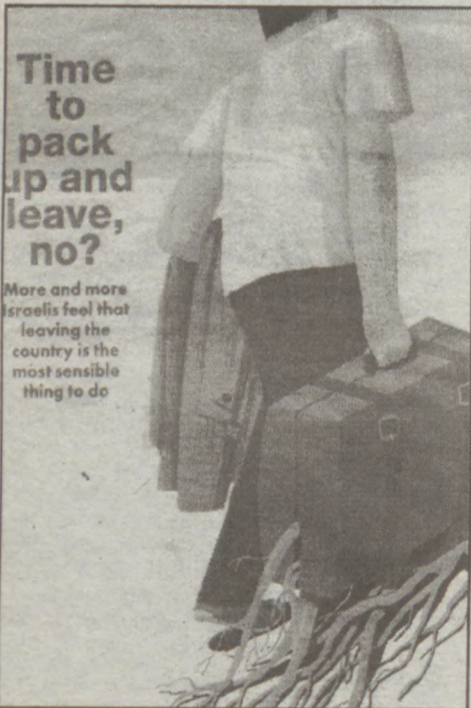 Time
to
pack
up and
leave,
no?
More and more
Israelis feel that
leaving the
country is the
most sensible
thing to do